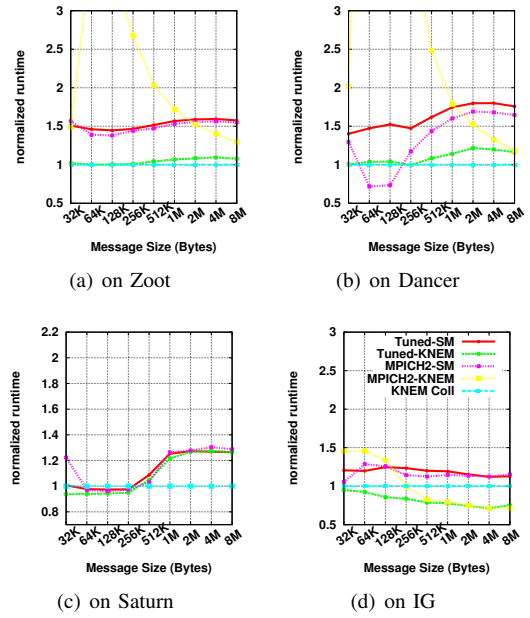 3
2.5
2
1.5
1
0.5
normalized runtime
32K 64K 128K 256K 512K 1M 2M 4M 8M
Message Size (Bytes)
(a) on Zoot
3
2.5
2
1.5
1
0.5
normalized runtime
32K 64K 128K 256K 512K 1M 2M 4M 8M
Message Size (Bytes)
(b) on Dancer
2.2
2
1.8
1.6
1.4
1.2
1
0.8
normalized runtime
32K 64K 128K 256K 512K 1M 2M 4M 8M
Message Size (Bytes)
(c) on Saturn
3
2.5
2
1.5
1
0.5
normalized runtime
Tuned-SM
Tuned-KNEM
MPICH2-SM
MPICH2-KNEM
KNEM Coll
32K 64K 128K 256K 512K 1M 2M 4M 8M
Message Size (Bytes)
(d) on IG